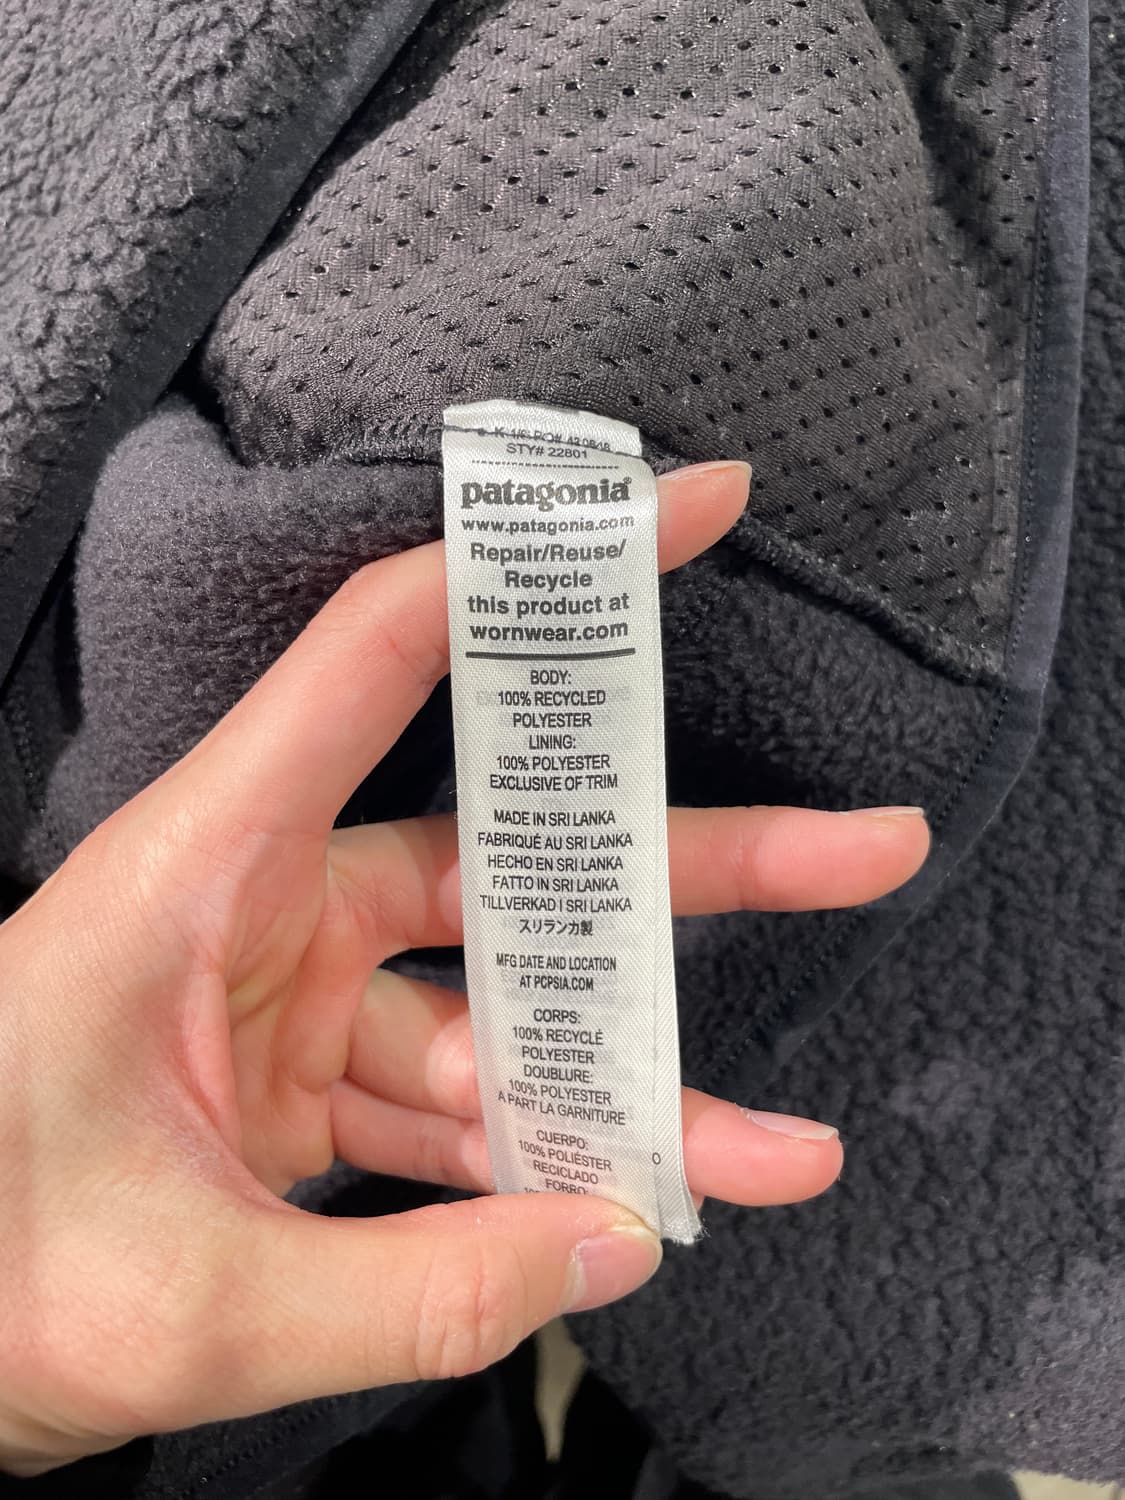 STY# 22801
patagonia®
www.patagonia.com
Repair/Reuse/
Recycle
this product at
wornwear.com
BODY:
100% RECYCLED
POLYESTER
LINING:
100% POLYESTER
EXCLUSIVE OF TRIM
MADE IN SRI LANKA
FABRIQUÉ AU SRI LANKA
HECHO EN SRI LANKA
FATTO IN SRI LANKA
TILLVERKAD I SRI LANKA
スリランカ製
MFG DATE AND LOCATION
AT PCPSIA.COM
CORPS:
100% RECYCLÉ
POLYESTER
DOUBLURE:
100% POLYESTER
A PART LA GARNITURE
CUERPO:
100% POLIÉSTER
RECICLADO
FORRO:
O